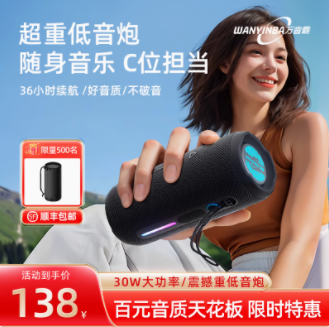 WANYINBA万音霸
超重低音炮
随身音乐 C位担当
36小时续航/好音质/不破音
限量500名
顺丰包邮
30W大功率/震撼重低音炮
活动到手价
138¥
百元音质天花板 限时特惠